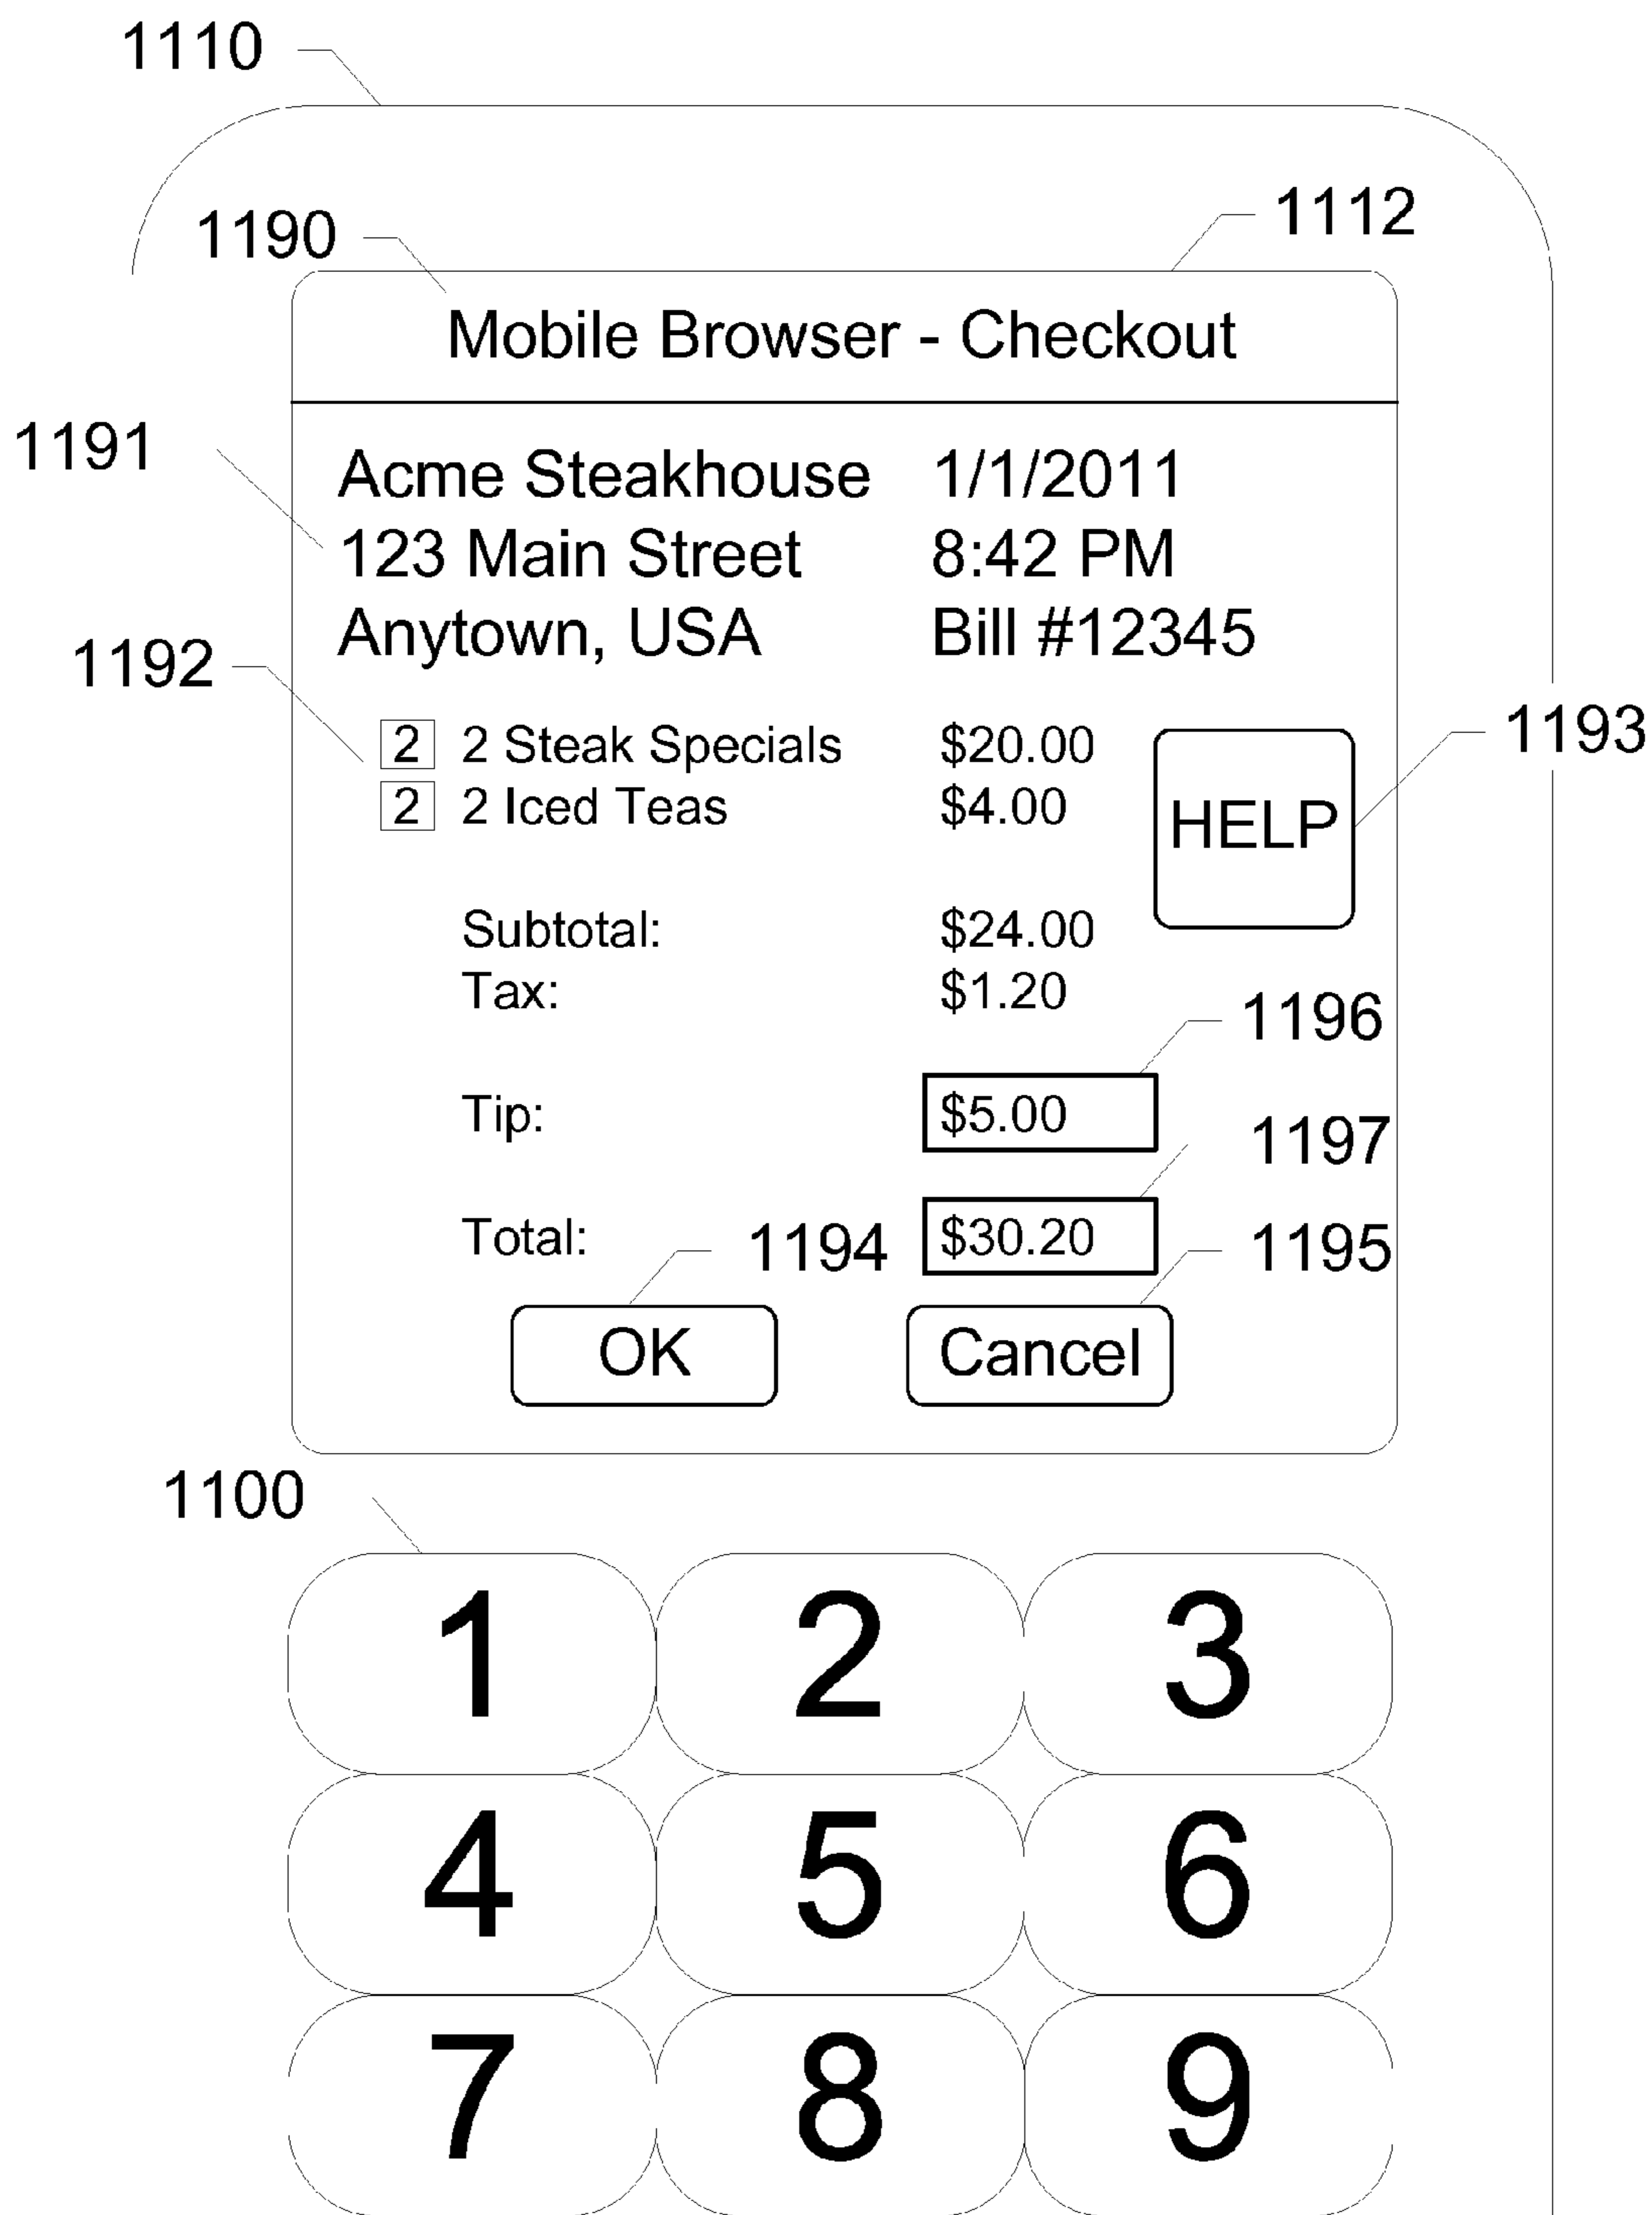 1110
1190
1112
Mobile Browser - Checkout
1191
Acme Steakhouse 1/1/2011
123 Main Street 8:42 PM
Anytown, USA Bill #12345
1192
2 2 Steak Specials $20.00
1193
2 2 Iced Teas $4.00
HELP
Subtotal: $24.00
Tax: $1.20
1196
Tip: $5.00
1197
Total: $30.20
1194
1195
OK Cancel
1100
1 2 3
4 5 6
7 8 9